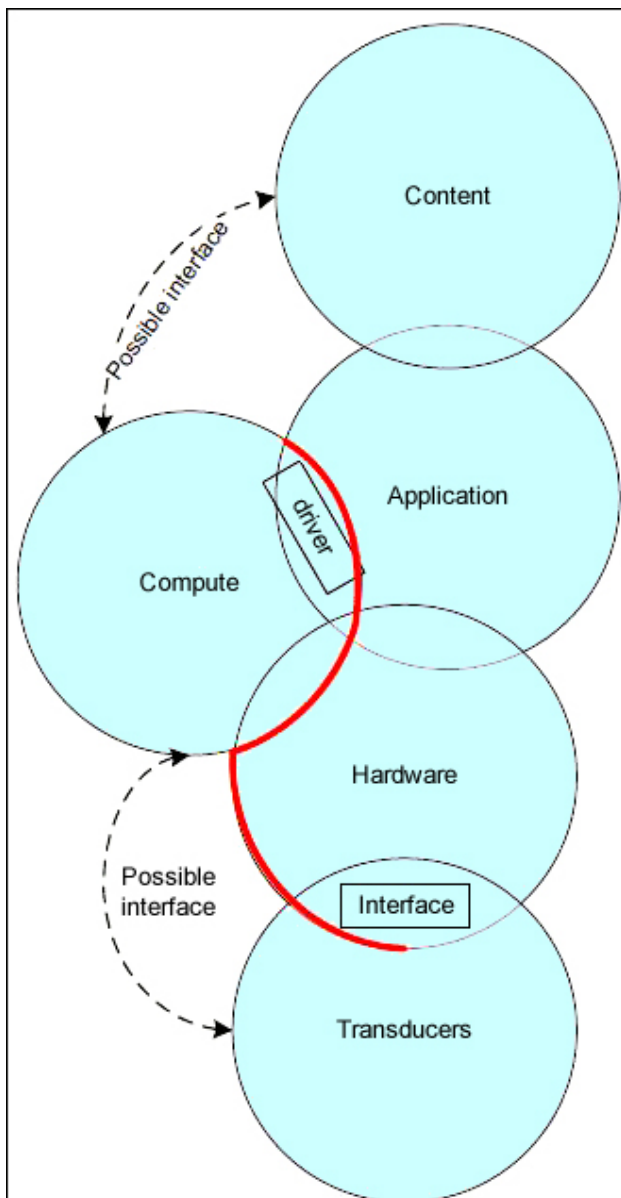 Content
Possible interface
Application
driver
Compute
Hardware
Possible
interface
Interface
Transducers